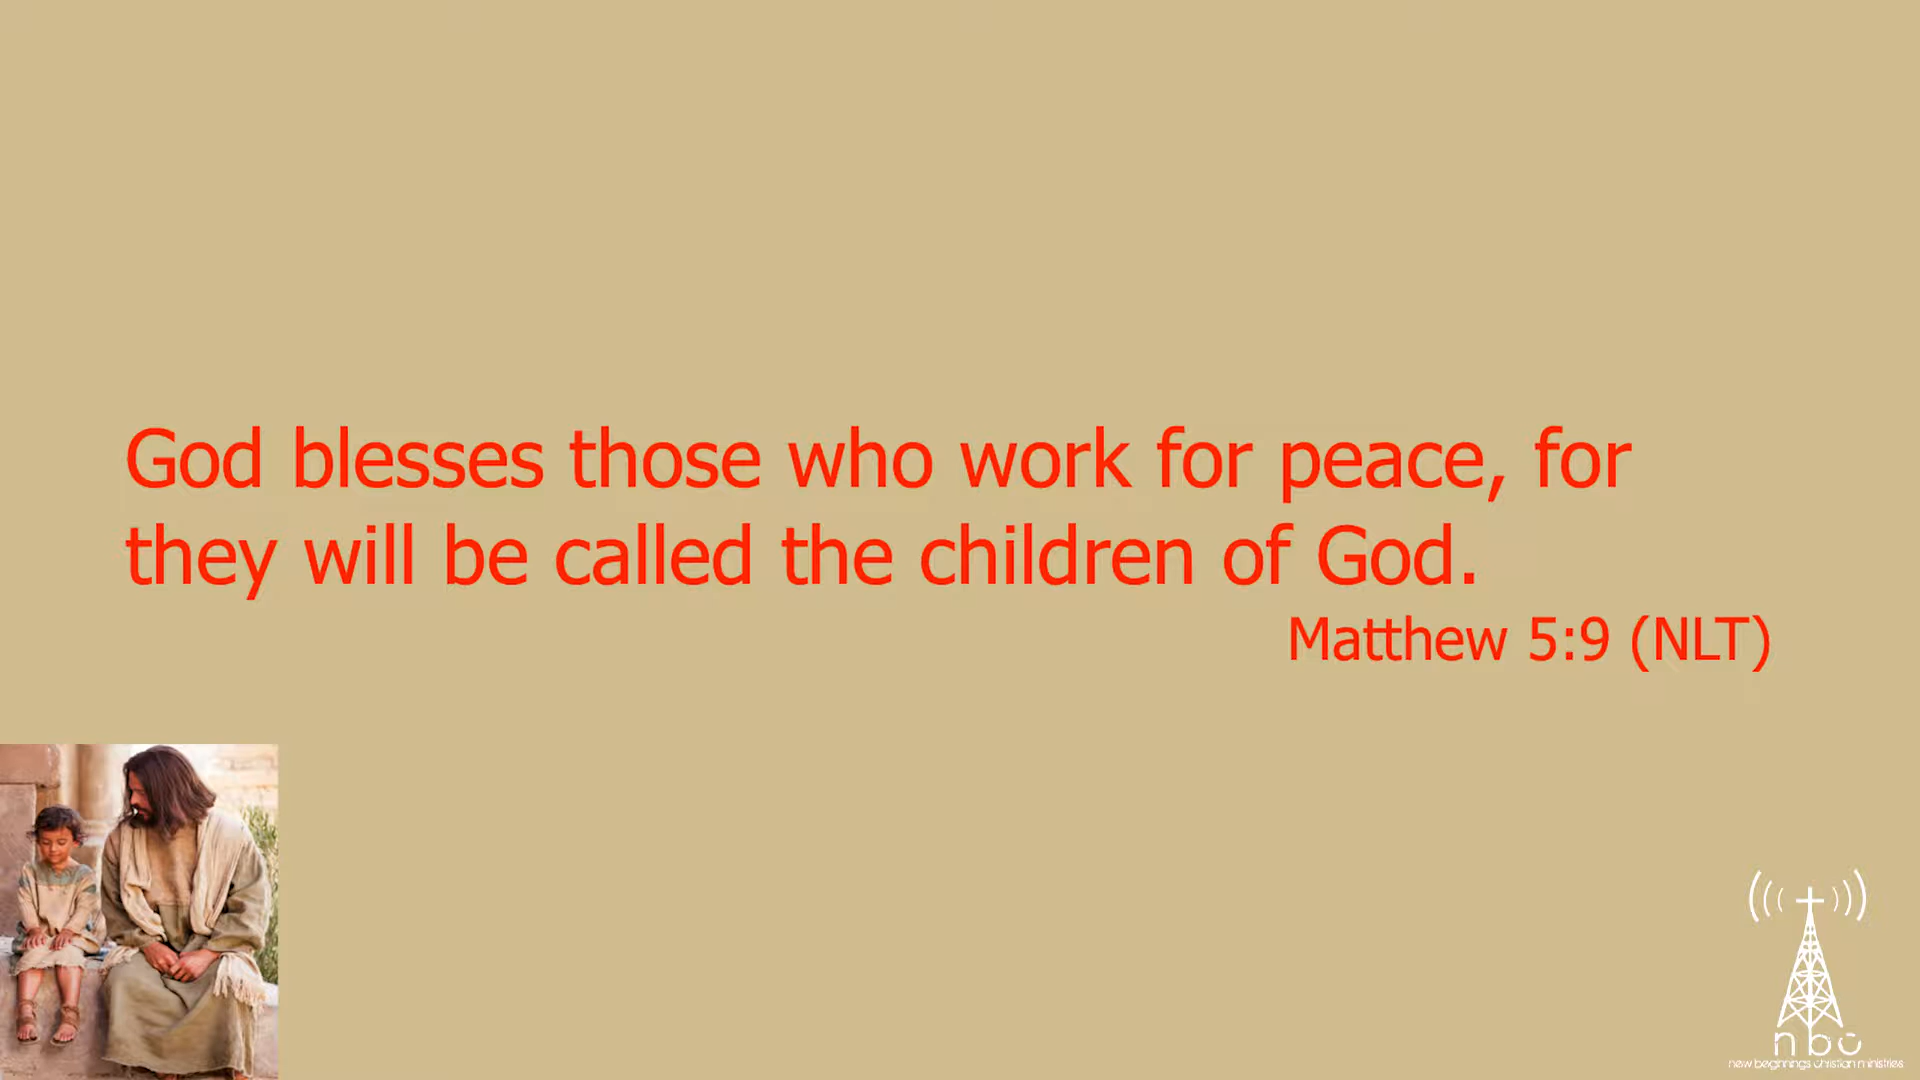 God blesses those who work for peace, for
they will be called the children of God.
Matthew 5:9 (NLT)
nbc
new beginnings christian ministries